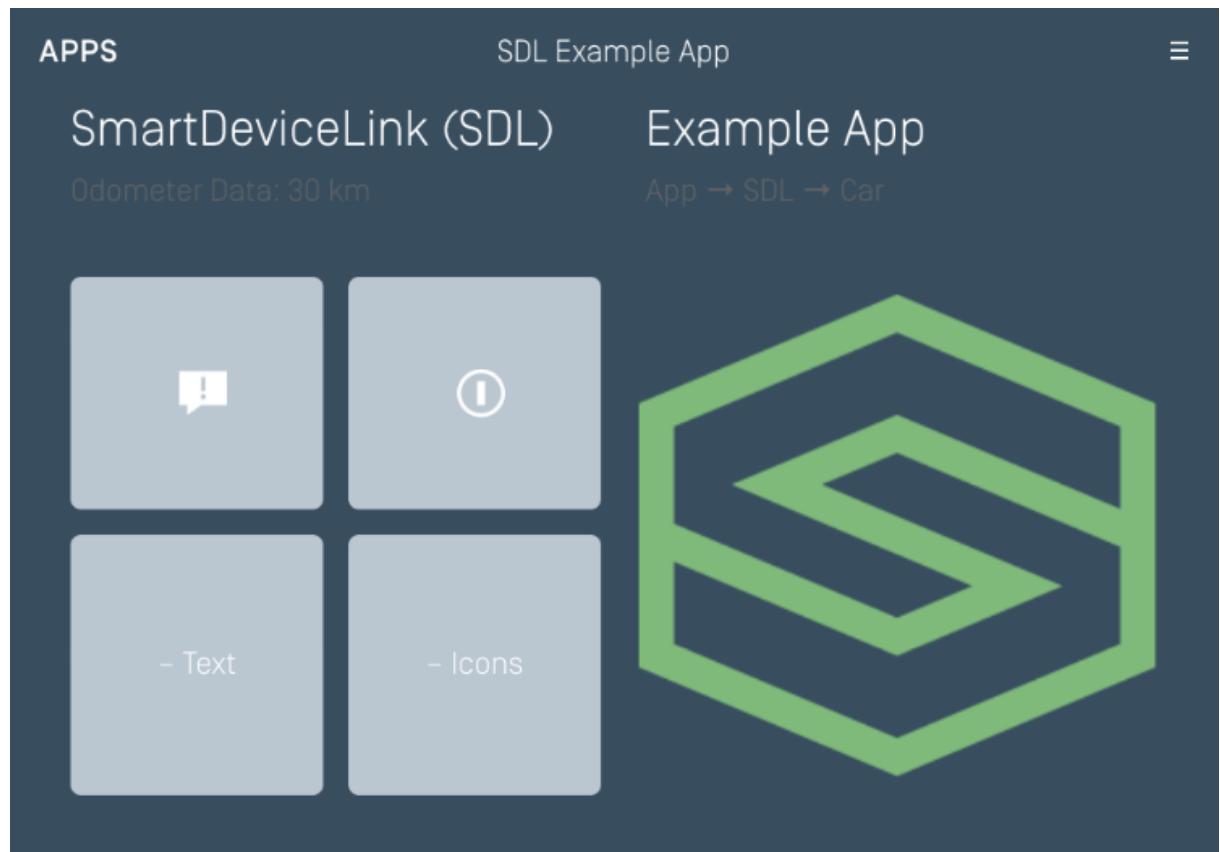 APPS
SDL Example App
SmartDeviceLink (SDL)
Example App
Odometer Data: 30 km
App → SDL → Car
– Text
– Icons